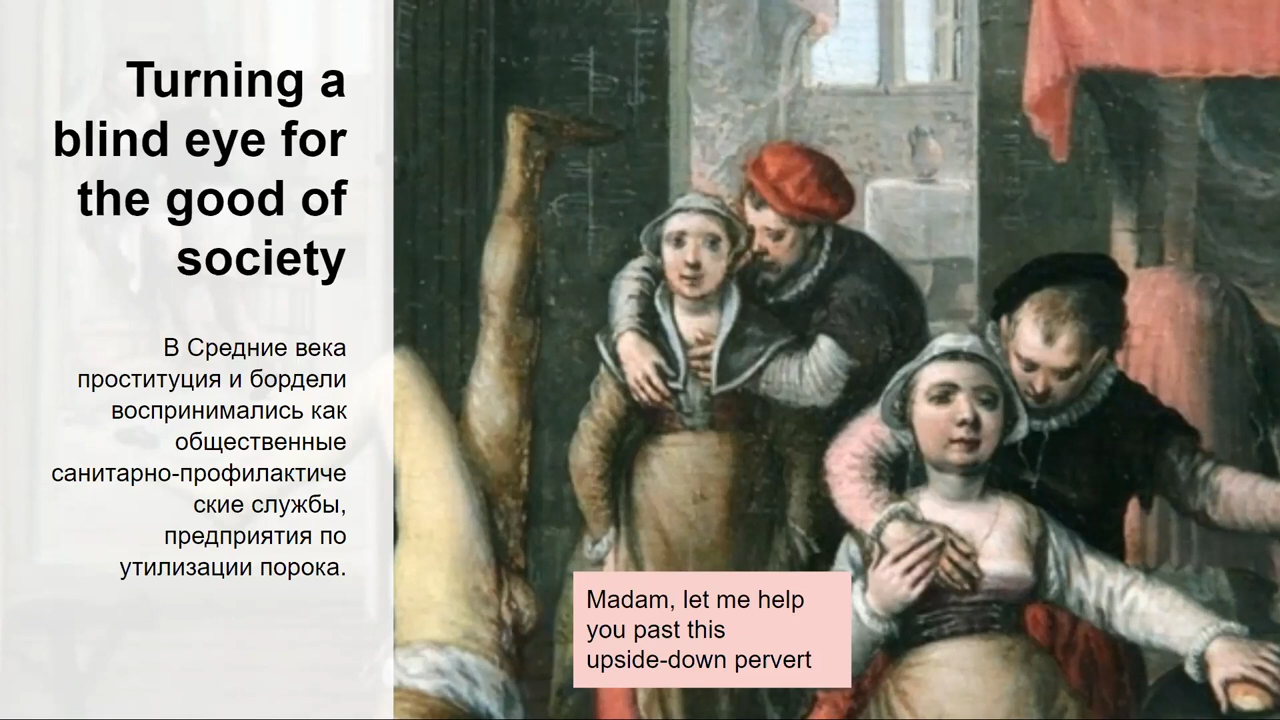 Turning a
blind eye for
the good of
society
В Средние века
проституция и бордели
воспринимались как
общественные
санитарно-профилактиче
ские службы,
предприятия по
утилизации порока.
Madam, let me help
you past this
upside-down pervert